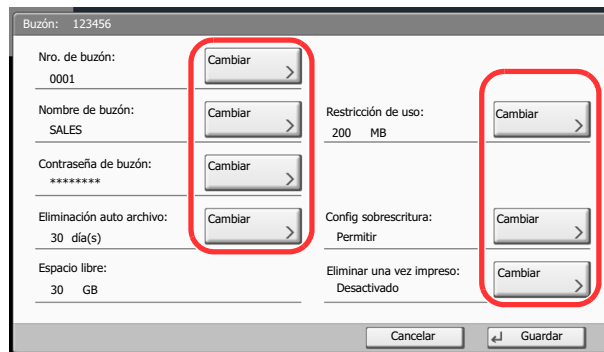 Buzón: 123456
Nro. de buzón:
0001
Cambiar
Nombre de buzón:
SALES
Cambiar
Restricción de uso:
200 MB
Cambiar
Contraseña de buzón:
********
Cambiar
Eliminación auto archivo:
30 día(s)
Cambiar
Config sobrescritura:
Permitir
Cambiar
Espacio libre:
30 GB
Eliminar una vez impreso:
Desactivado
Cambiar
Cancelar
Guardar